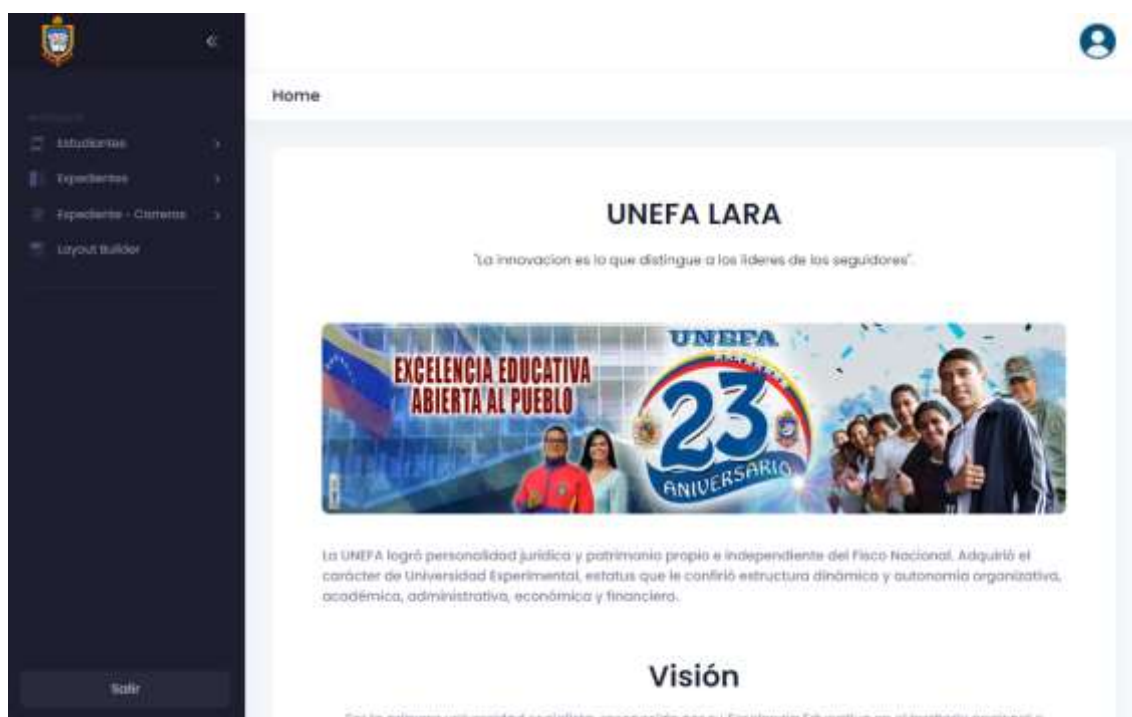 Home
Estudiantes
Expedientes
Expediente - Carreras
Layout Builder
Salir
UNEFA LARA
"La innovacion es lo que distingue a los lideres de los seguidores".
EXCELENCIA EDUCATIVA
ABIERTA AL PUEBLO
UNEFA
23
ANIVERSARIO
La UNEFA logró personalidad jurídica y patrimonio propio e independiente del Fisco Nacional. Adquirió el
carácter de Universidad Experimental, estatus que le confirió estructura dinámica y autonomía organizativa,
académica, administrativa, económica y financiera.
Visión